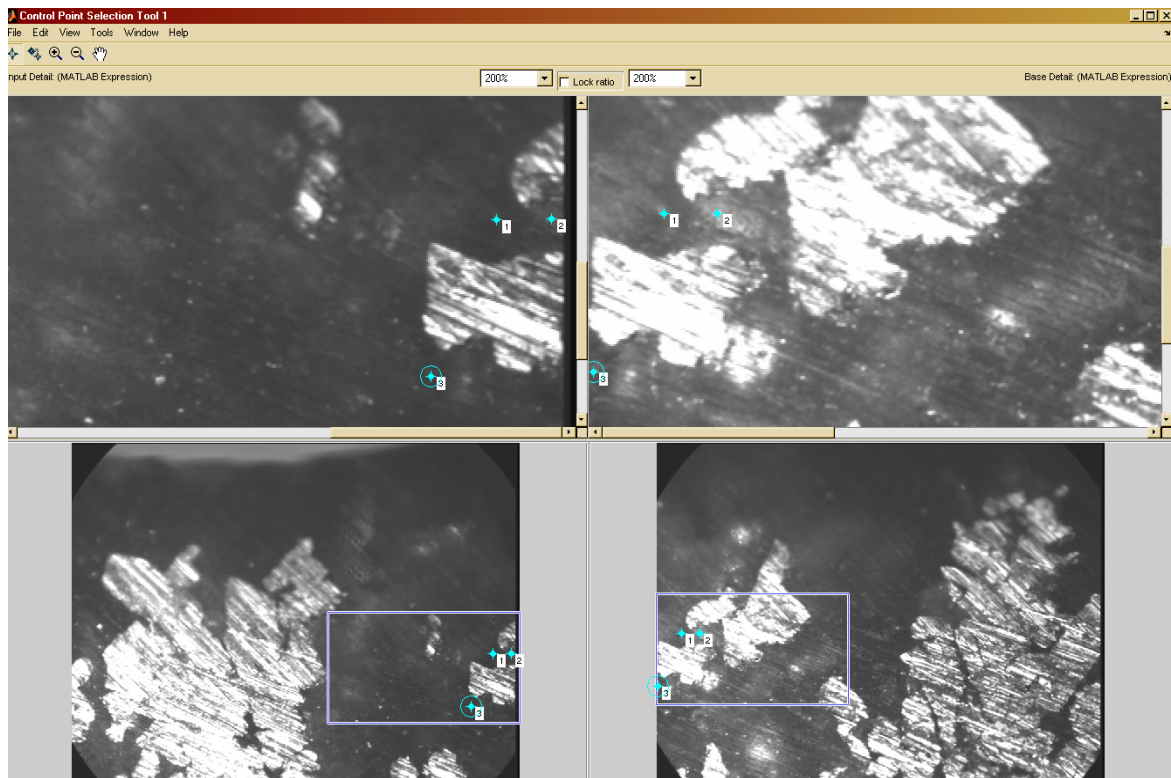 Control Point Selection Tool 1
File Edit View Tools Window Help
nput Detail: (MATLAB Expression) 200% Lock ratio 200% Base Detail: (MATLAB Expression)
1 2 1 2
3 3
1 2 1 2
3 3